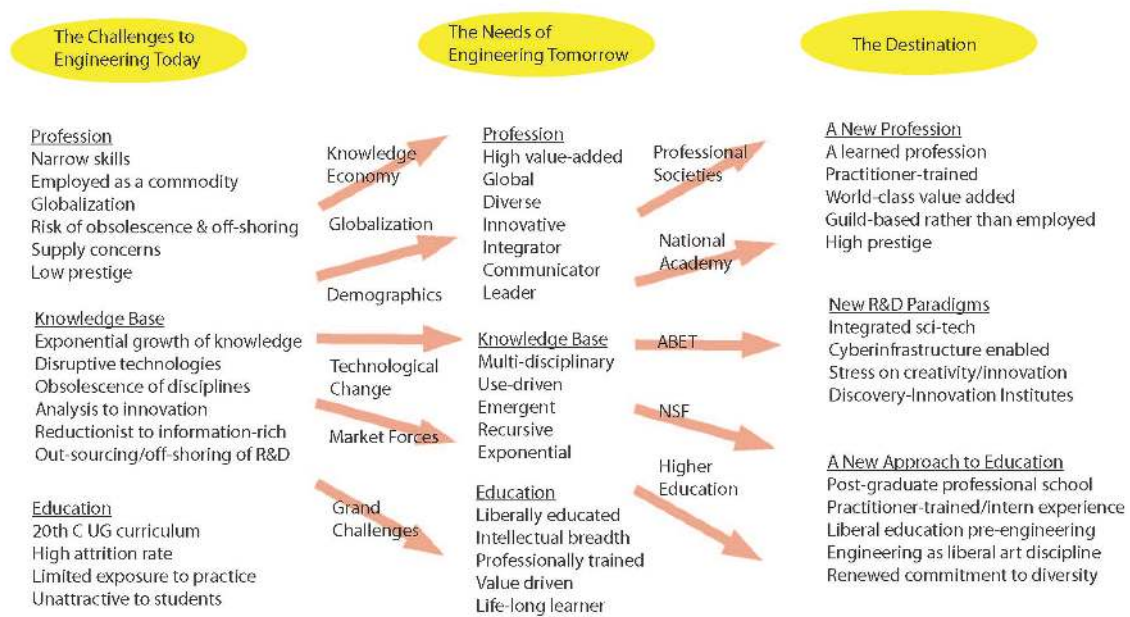 The Challenges to
Engineering Today
Profession
Narrow skills
Employed as a commodity
Globalization
Risk of obsolescence & off-shoring
Supply concerns
Low prestige
Knowledge Base
Exponential growth of knowledge
Disruptive technologies
Obsolescence of disciplines
Analysis to innovation
Reductionist to information-rich
Out-sourcing/off-shoring of R&D
Education
20th C UG curriculum
High attrition rate
Limited exposure to practice
Unattractive to students
Knowledge
Economy
Globalization
Demographics
Technological
Change
Market Forces
Grand
Challenges
The Needs of
Engineering Tomorrow
Profession
High value-added
Global
Diverse
Innovative
Integrator
Communicator
Leader
Knowledge Base
Multi-disciplinary
Use-driven
Emergent
Recursive
Exponential
Education
Liberally educated
Intellectual breadth
Professionally trained
Value driven
Life-long learner
Professional
Societies
National
Academy
ABET
NSF
Higher
Education
The Destination
A New Profession
A learned profession
Practitioner-trained
World-class value added
Guild-based rather than employed
High prestige
New R&D Paradigms
Integrated sci-tech
Cyberinfrastructure enabled
Stress on creativity/innovation
Discovery-Innovation Institutes
A New Approach to Education
Post-graduate professional school
Practitioner-trained/intern experience
Liberal education pre-engineering
Engineering as liberal art discipline
Renewed commitment to diversity